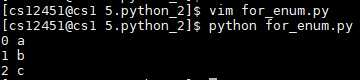 [cs12451@cs1 5.python_2]$ vim for_enum.py
[cs12451@cs1 5.python_2]$ python for_enum.py
0 a
1 b
2 c